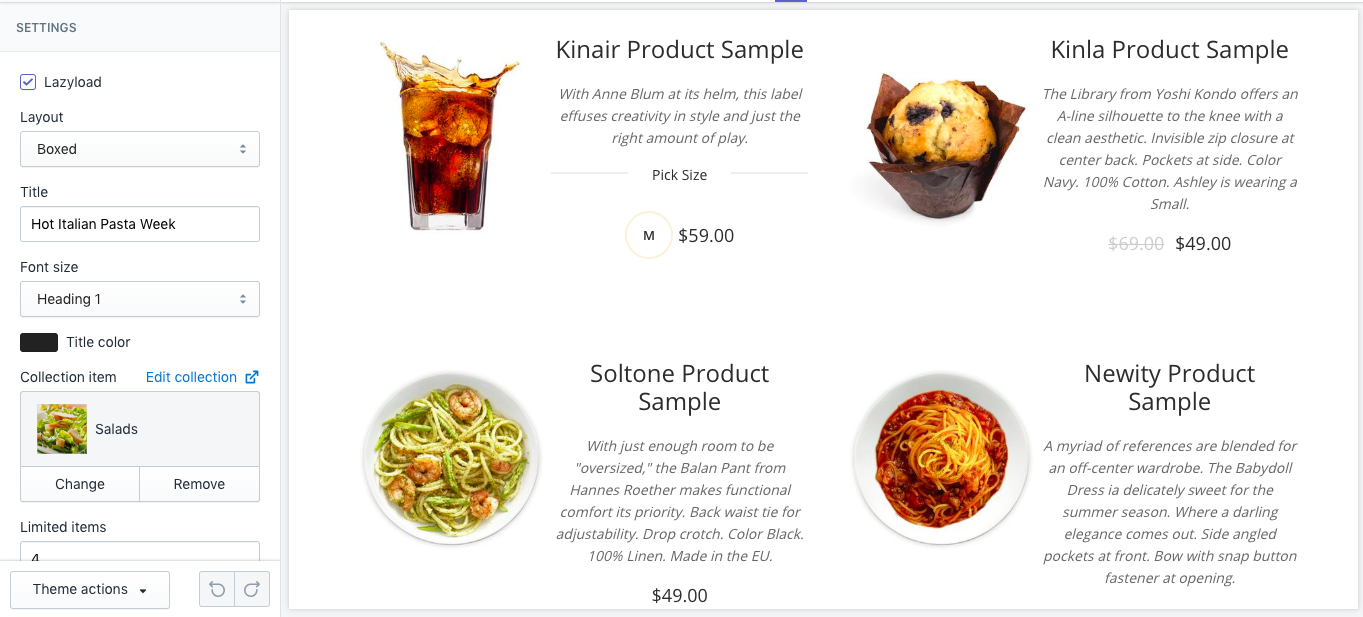 SETTINGS
Lazyload
Layout
Boxed
Title
Hot Italian Pasta Week
Font size
Heading 1
Title color
Collection item Edit collection
Salads
Change Remove
Limited items
4
Theme actions
Kinair Product Sample
With Anne Blum at its helm, this label
effuses creativity in style and just the
right amount of play.
Pick Size
M $59.00
Kinla Product Sample
The Library from Yoshi Kondo offers an
A-line silhouette to the knee with a
clean aesthetic. Invisible zip closure at
center back. Pockets at side. Color
Navy. 100% Cotton. Ashley is wearing a
Small.
$69.00 $49.00
Soltone Product
Sample
With just enough room to be
"oversized," the Balan Pant from
Hannes Roether makes functional
comfort its priority. Back waist tie for
adjustability. Drop crotch. Color Black.
100% Linen. Made in the EU.
$49.00
Newity Product
Sample
A myriad of references are blended for
an off-center wardrobe. The Babydoll
Dress ia delicately sweet for the
summer season. Where a darling
elegance comes out. Side angled
pockets at front. Bow with snap button
fastener at opening.